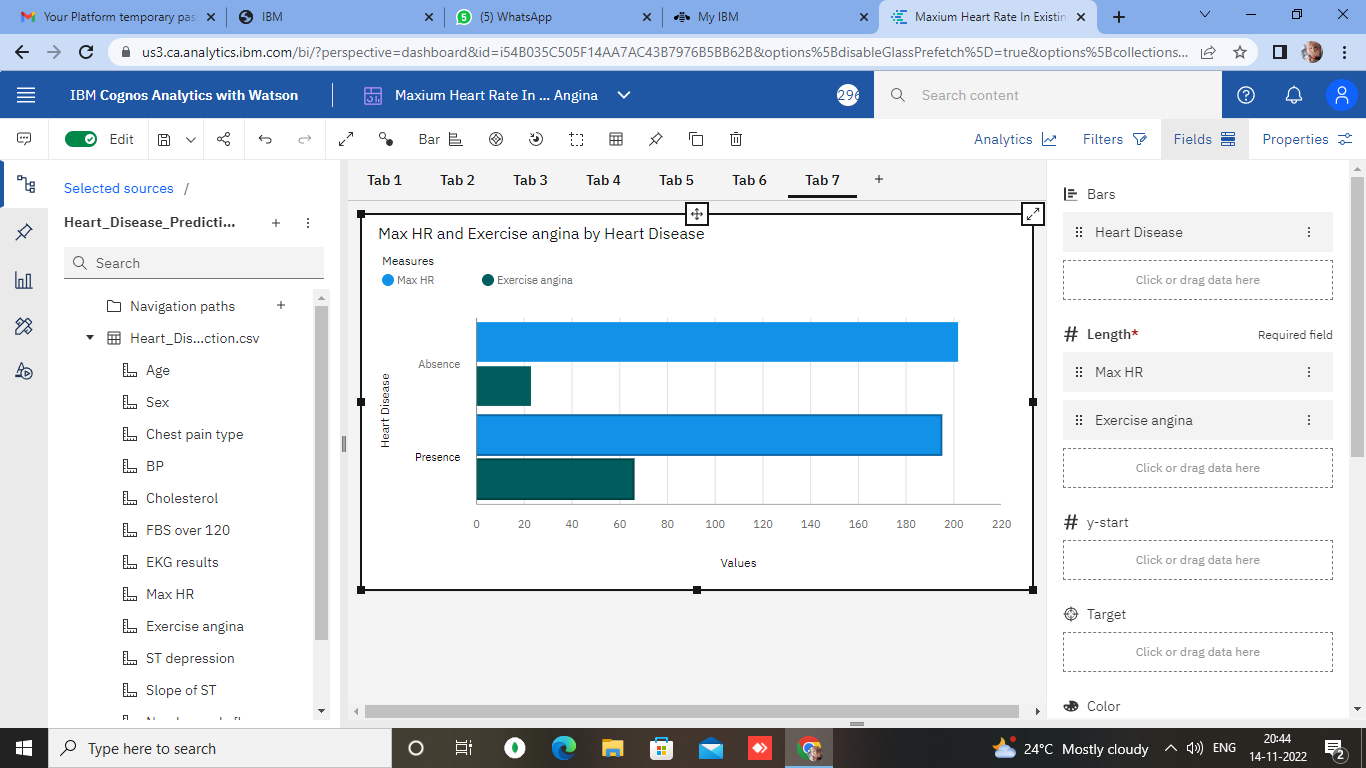 Your Platform temporary pas
IBM
(5) WhatsApp
My IBM
Maxium Heart Rate In Existin
us3.ca.analytics.ibm.com/bi/?perspective=dashboard&id=i54B035C505F14AA7AC43B7976B5BB62B&options%5BdisableGlassPrefetch%5D=true&options%5Bcollections...
IBM Cognos Analytics with Watson
Maxium Heart Rate In ... Angina
296
Search content
Edit
Bar
Analytics
Filters
Fields
Properties
Selected sources /
Heart_Disease_Predicti...
Search
Navigation paths
Heart_Dis...ction.csv
Age
Sex
Chest pain type
BP
Cholesterol
FBS over 120
EKG results
Max HR
Exercise angina
ST depression
Slope of ST
Tab 1
Tab 2
Tab 3
Tab 4
Tab 5
Tab 6
Tab 7
Max HR and Exercise angina by Heart Disease
Measures
Max HR
Exercise angina
Heart Disease
Absence
Presence
0 20 40 60 80 100 120 140 160 180 200 220
Values
Bars
Heart Disease
Click or drag data here
# Length*
Required field
Max HR
Exercise angina
Click or drag data here
# y-start
Click or drag data here
Target
Click or drag data here
Color
Type here to search
24°C Mostly cloudy
ENG
20:44
14-11-2022
2